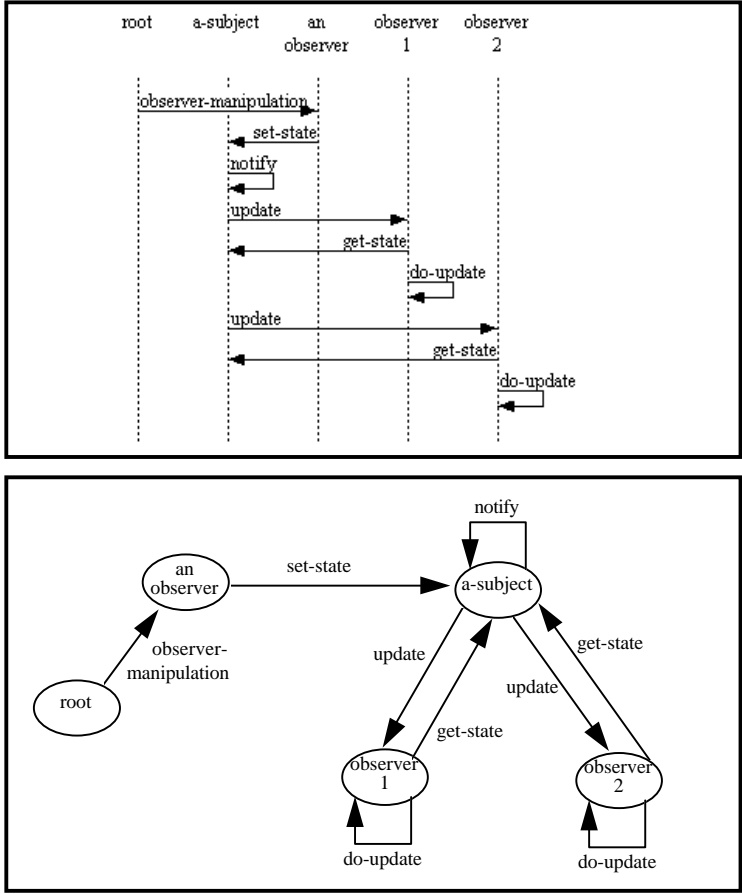 root a-subject an observer observer
observer 1 2
observer-manipulation
set-state
notify
update
get-state
do-update
update
get-state
do-update
notify
an
observer
set-state
a-subject
observer-
manipulation
root
update
get-state
update
get-state
observer
1
observer
2
do-update
do-update